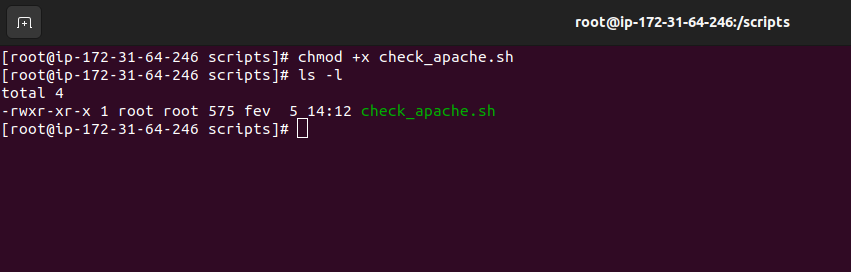 root@ip-172-31-64-246:/scripts
[root@ip-172-31-64-246 scripts]# chmod +x check_apache.sh
[root@ip-172-31-64-246 scripts]# ls -l
total 4
-rwxr-xr-x 1 root root 575 fev  5 14:12 check_apache.sh
[root@ip-172-31-64-246 scripts]#